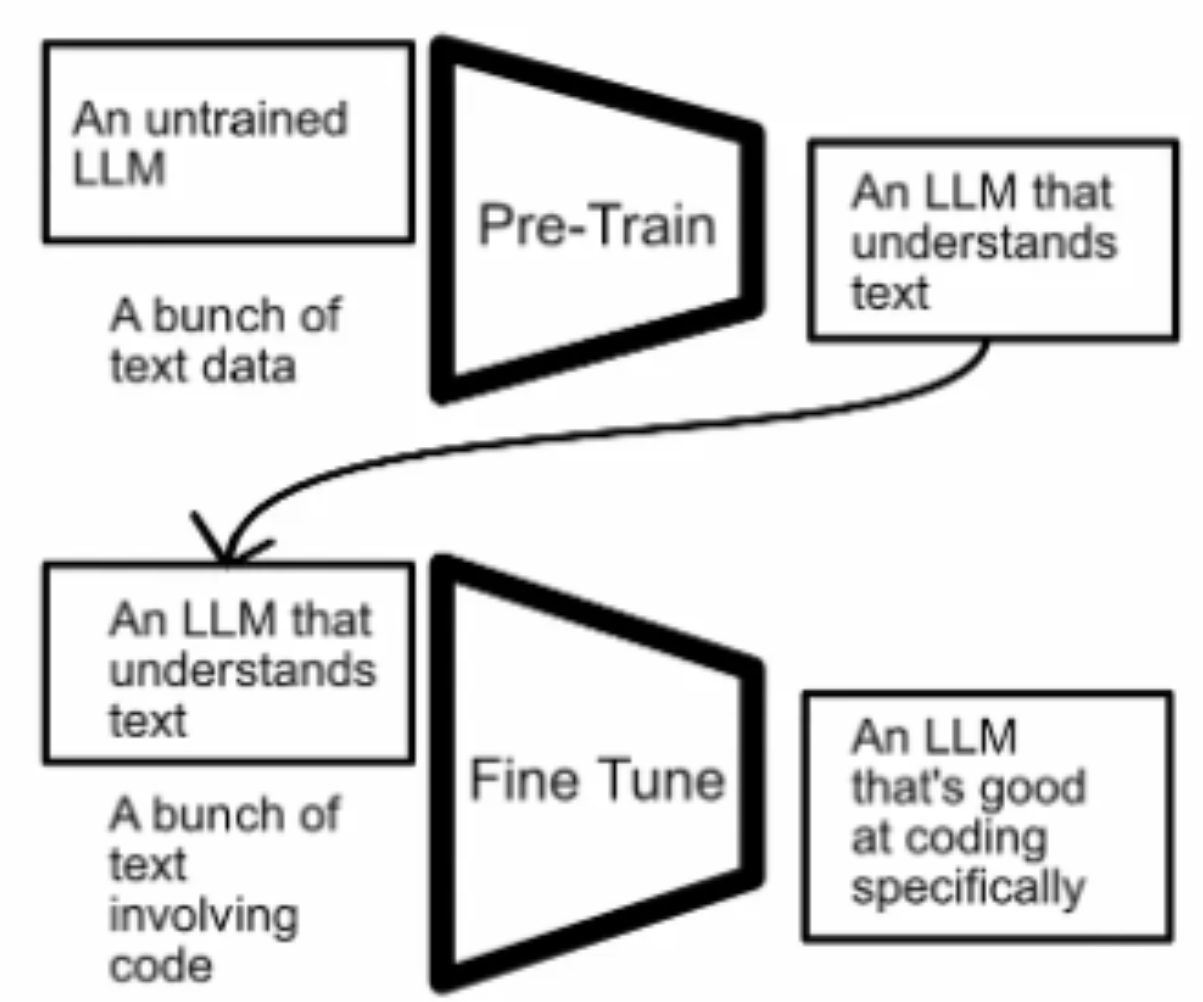 An untrained
LLM
A bunch of
text data
Pre-Train
An LLM that
understands
text
An LLM that
understands
text
A bunch of
text
involving
code
Fine Tune
An LLM
that's good
at coding
specifically